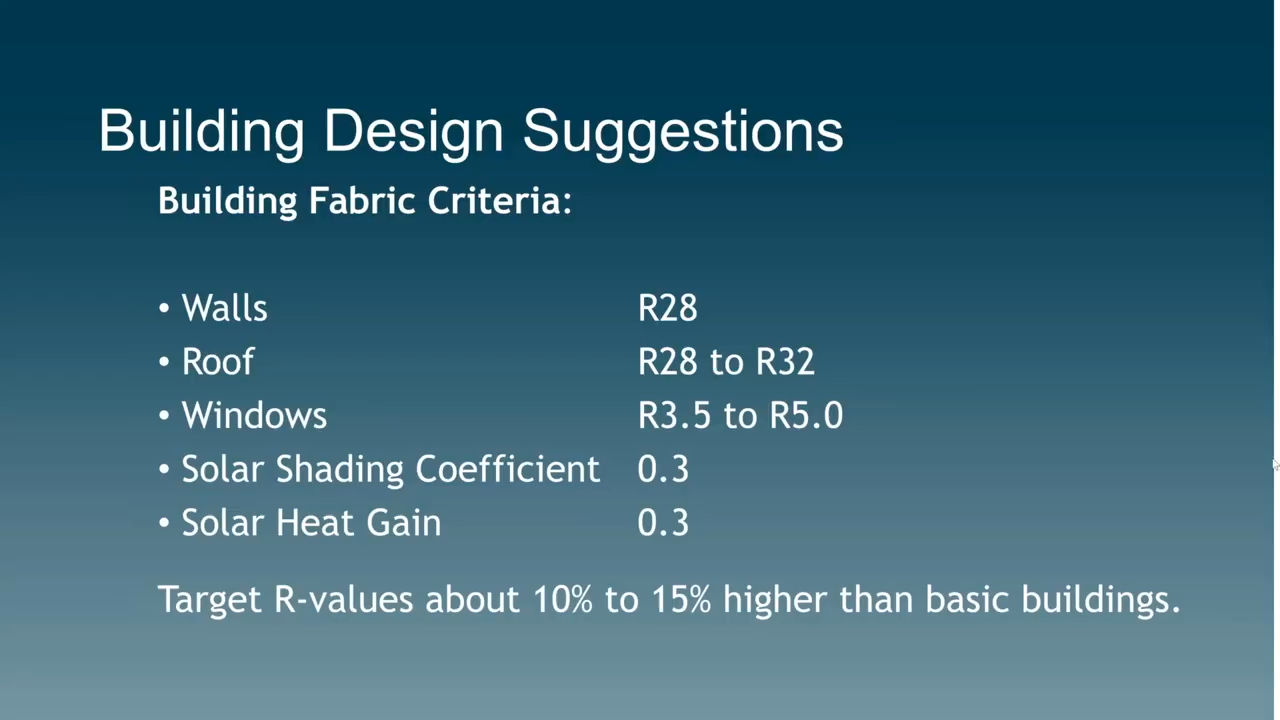 Building Design Suggestions
Building Fabric Criteria:
• Walls R28
• Roof R28 to R32
• Windows R3.5 to R5.0
• Solar Shading Coefficient 0.3
• Solar Heat Gain 0.3
Target R-values about 10% to 15% higher than basic buildings.